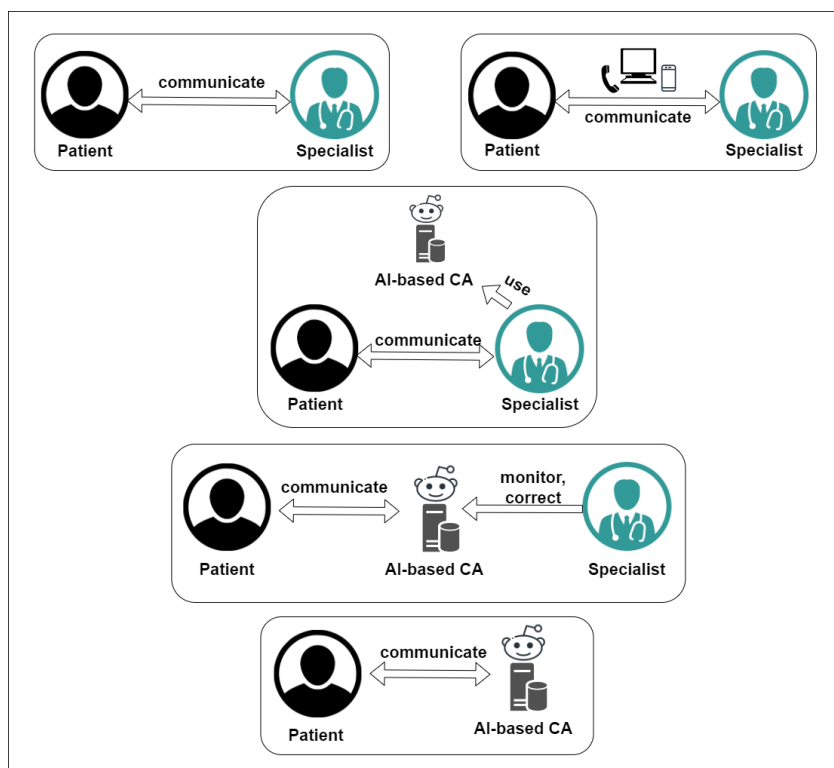 communicate
Patient
Specialist
communicate
Patient
Specialist
AI-based CA
use
communicate
Patient
Specialist
communicate
monitor,
correct
Patient
AI-based CA
Specialist
communicate
Patient
AI-based CA